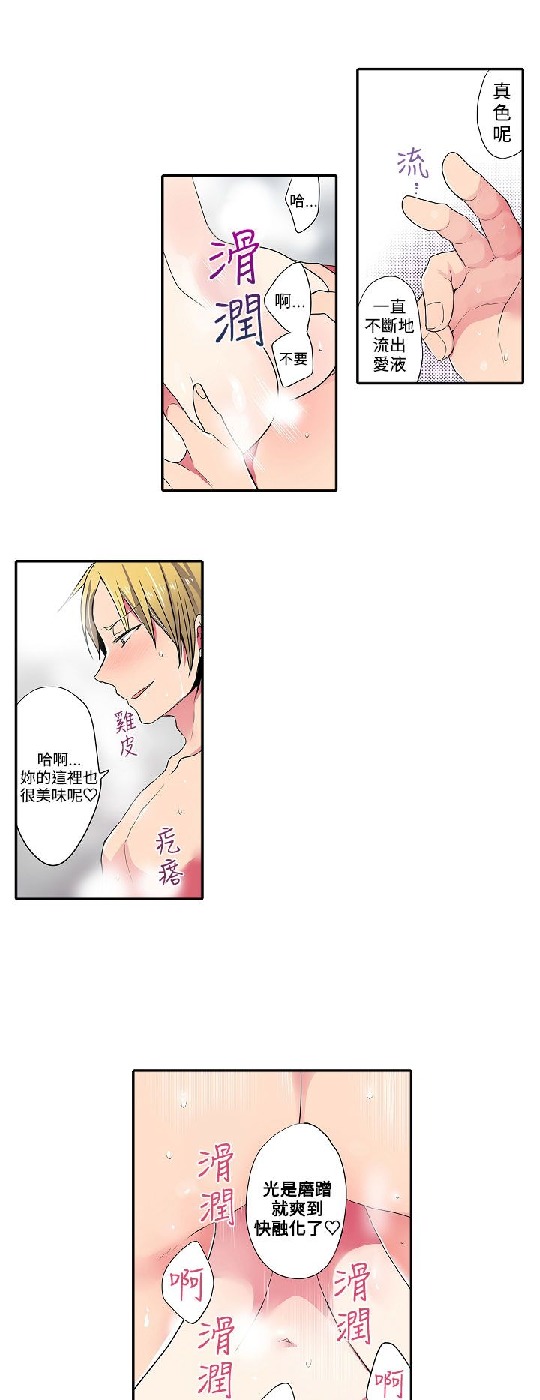 真色呢
流…
一直
不斷地
流出
愛液
哈…
滑潤
啊…
不要
雞皮
哈啊…
妳的這裡也
很美味呢♡
疙瘩
滑潤
光是磨蹭
就爽到
快融化了♡
啊
滑潤
滑潤
啊